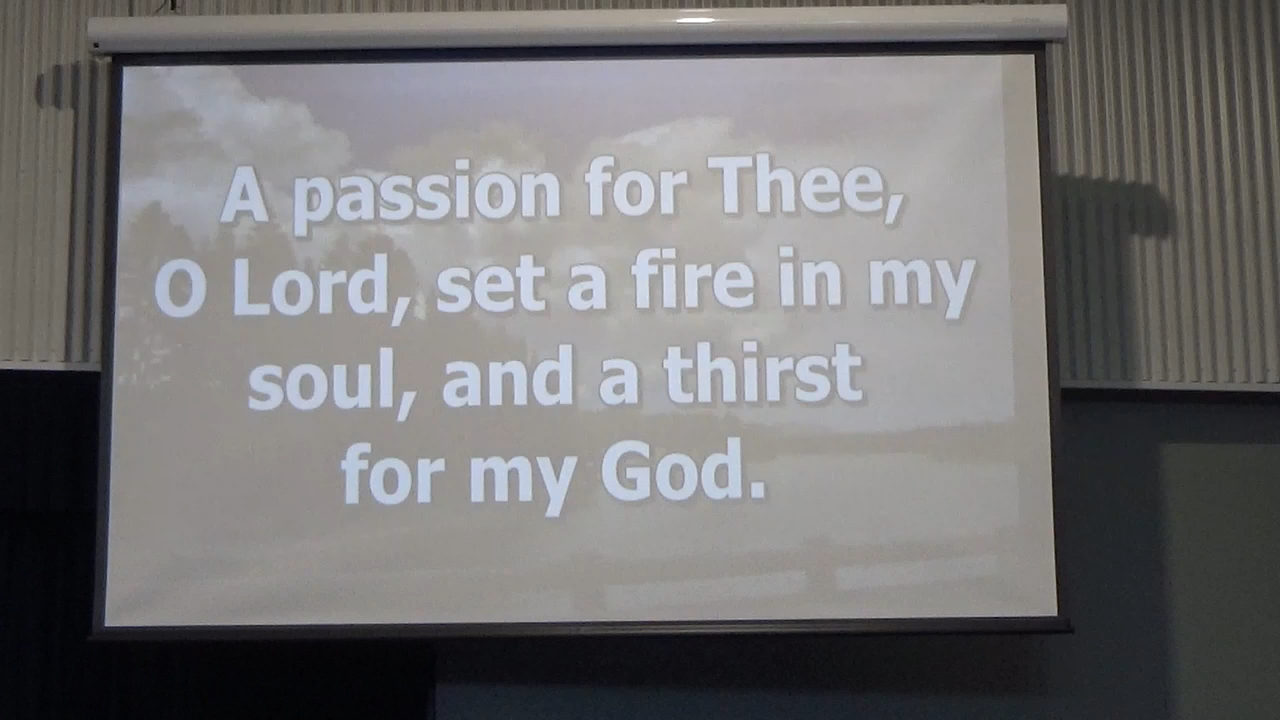 A passion for Thee,
O Lord, set a fire in my
soul, and a thirst
for my God.